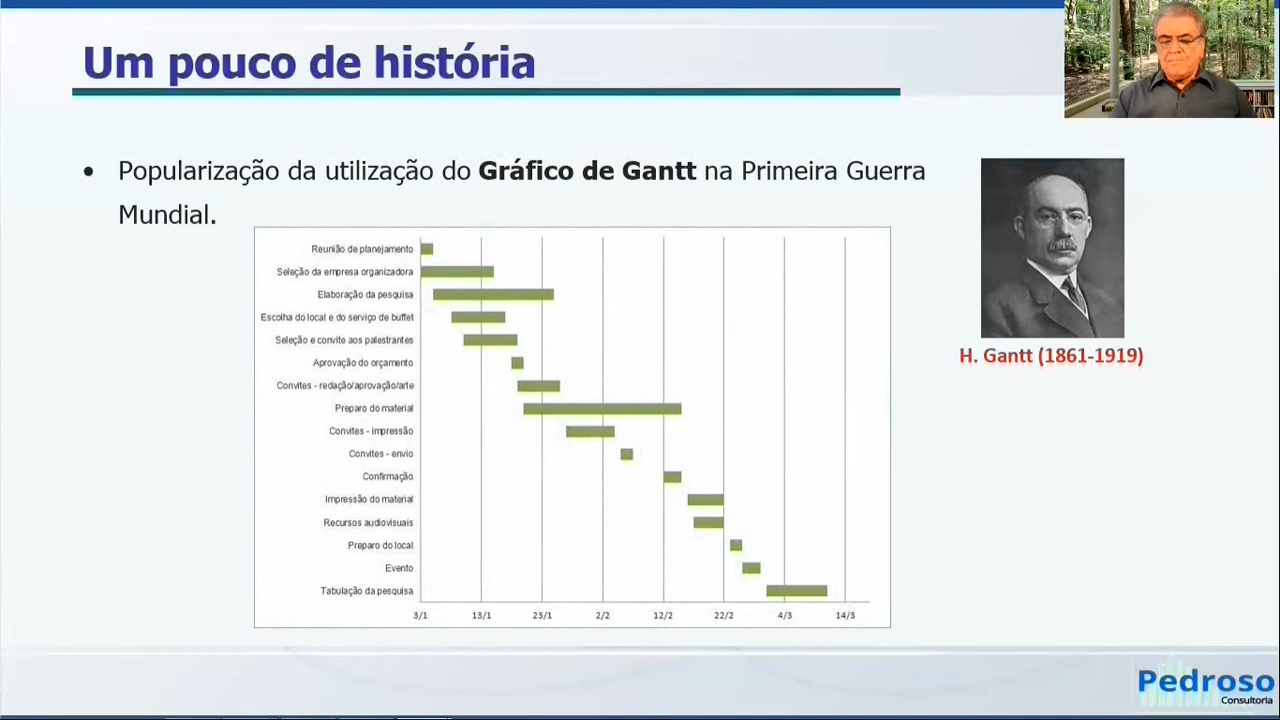 Um pouco de história
• Popularização da utilização do Gráfico de Gantt na Primeira Guerra
Mundial.
Reunião de planejamento
Seleção da empresa organizadora
Elaboração da pesquisa
Escolha do local e do serviço de buffet
Seleção e convite aos palestrantes
Aprovação do orçamento
Convites - redação/aprovação/arte
Preparo do material
Convites - impressão
Convites - envio
Confirmação
Impressão do material
Recursos audiovisuais
Preparo do local
Evento
Tabulação da pesquisa
3/1 13/1 23/1 2/2 12/2 22/2 4/3 14/3
H. Gantt (1861-1919)
Pedroso
Consultoria